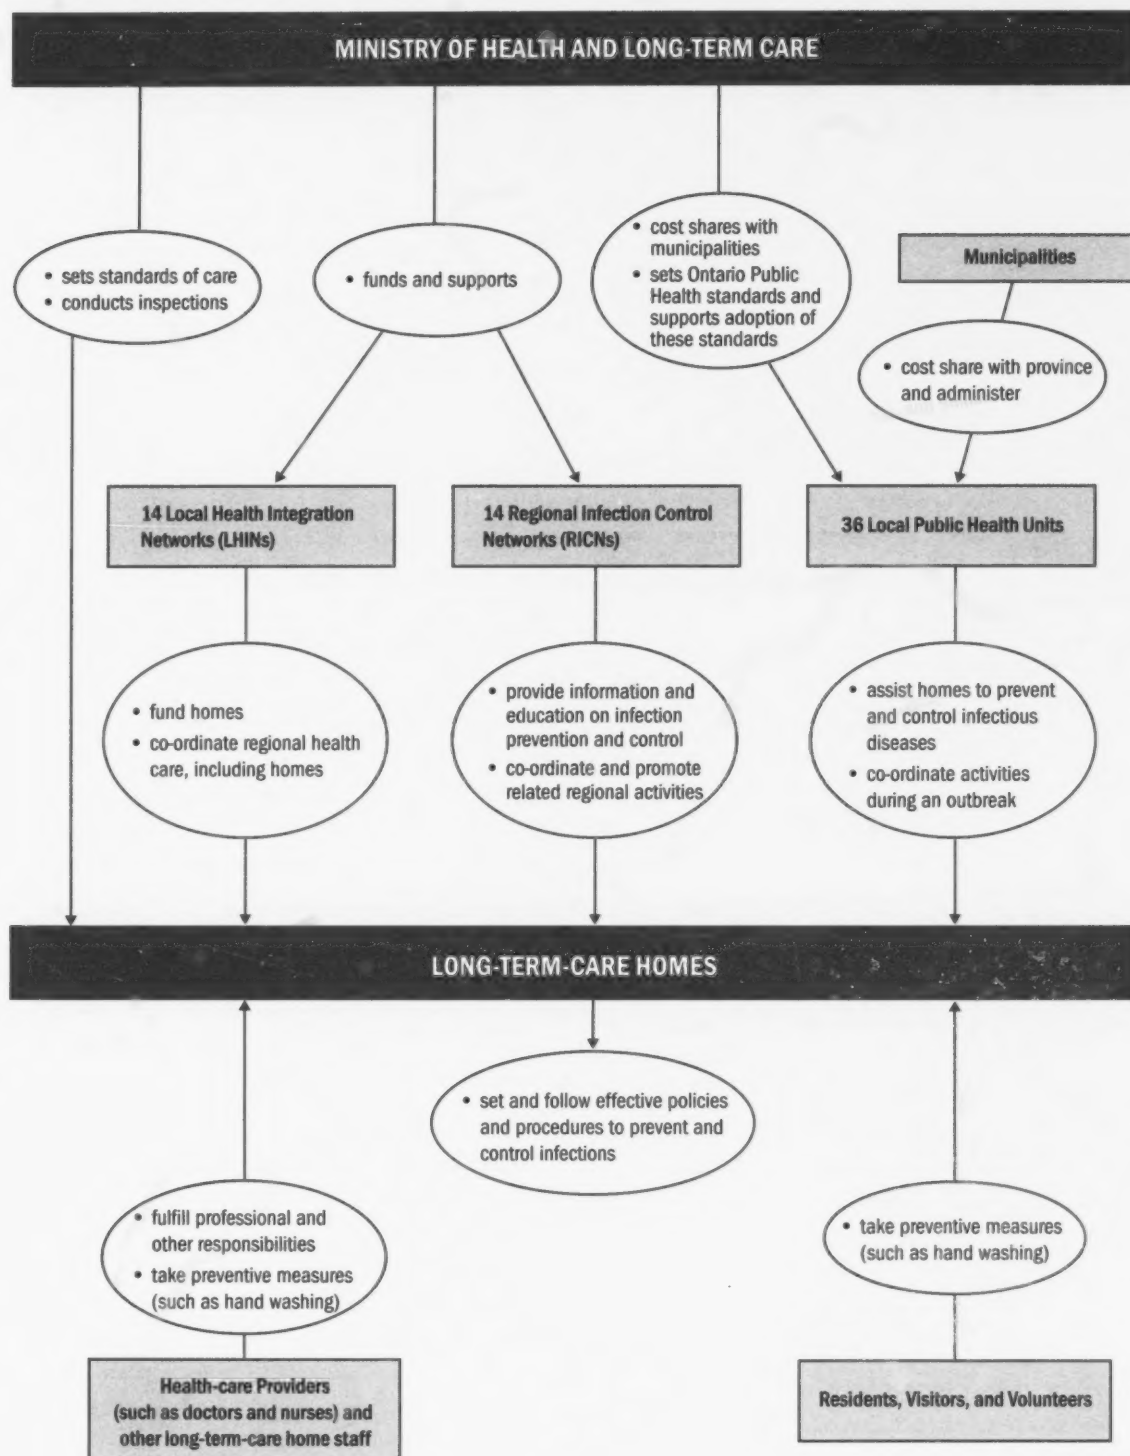 MINISTRY OF HEALTH AND LONG-TERM CARE
• sets standards of care
• conducts inspections
• funds and supports
• cost shares with
municipalities
• sets Ontario Public
Health standards and
supports adoption of
these standards
Municipalities
• cost share with province
and administer
14 Local Health Integration
Networks (LHINs)
14 Regional Infection Control
Networks (RICNs)
36 Local Public Health Units
• fund homes
• co-ordinate regional health
care, including homes
• provide information and
education on infection
prevention and control
• co-ordinate and promote
related regional activities
• assist homes to prevent
and control infectious
diseases
• co-ordinate activities
during an outbreak
LONG-TERM-CARE HOMES
• set and follow effective policies
and procedures to prevent and
control infections
• fulfill professional and
other responsibilities
• take preventive measures
(such as hand washing)
• take preventive measures
(such as hand washing)
Health-care Providers
(such as doctors and nurses) and
other long-term-care home staff
Residents, Visitors, and Volunteers